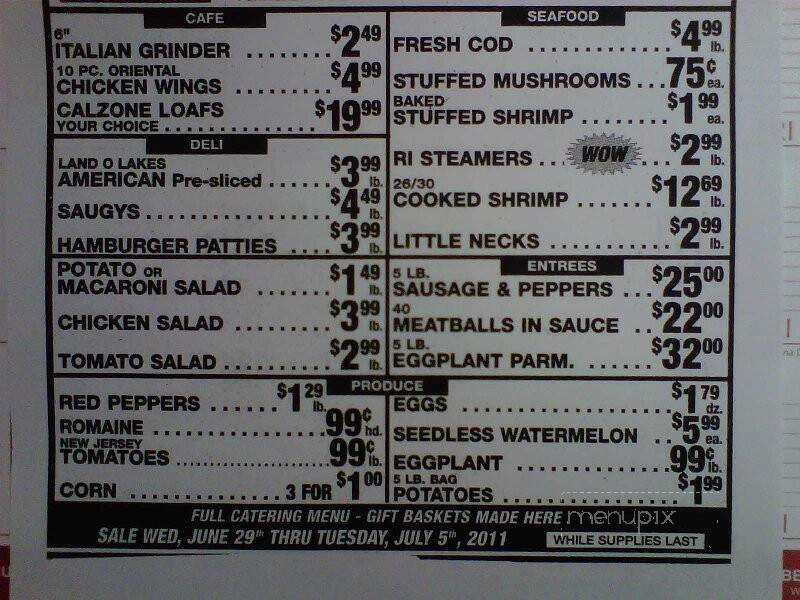 CAFE
6"
ITALIAN GRINDER ............ $2.49
10 PC. ORIENTAL
CHICKEN WINGS ........ $4.99
CALZONE LOAFS $19.99
YOUR CHOICE ...............
DELI
LAND O LAKES
AMERICAN Pre-sliced ...... $3.99 lb.
SAUGYS .................. $4.49 lb.
HAMBURGER PATTIES .... $3.99 lb.
POTATO OR
MACARONI SALAD ....... $1.49 lb.
CHICKEN SALAD ......... $3.99 lb.
TOMATO SALAD .......... $2.99 lb.
SEAFOOD
FRESH COD ............. $4.99 lb.
STUFFED MUSHROOMS ... 75¢ ea.
BAKED
STUFFED SHRIMP ........ $1.99 ea.
RI STEAMERS ... WOW $2.99 lb.
26/30
COOKED SHRIMP ....... $12.69 lb.
LITTLE NECKS ............ $2.99 lb.
ENTREES
5 LB.
SAUSAGE & PEPPERS ... $25.00
40
MEATBALLS IN SAUCE ... $22.00
5 LB.
EGGPLANT PARM. ....... $32.00
PRODUCE
RED PEPPERS ....... $1.29 lb.
ROMAINE .................. 99¢ hd.
NEW JERSEY
TOMATOES .................. 99¢ lb.
CORN ............. 3 FOR $1.00
EGGS .................... $1.79 dz.
SEEDLESS WATERMELON .. $5.99 ea.
EGGPLANT ................ 99¢ lb.
5 LB. BAG
POTATOES ................ $1.99
FULL CATERING MENU - GIFT BASKETS MADE HERE
menupix
SALE WED, JUNE 29th THRU TUESDAY, JULY 5th, 2011
WHILE SUPPLIES LAST